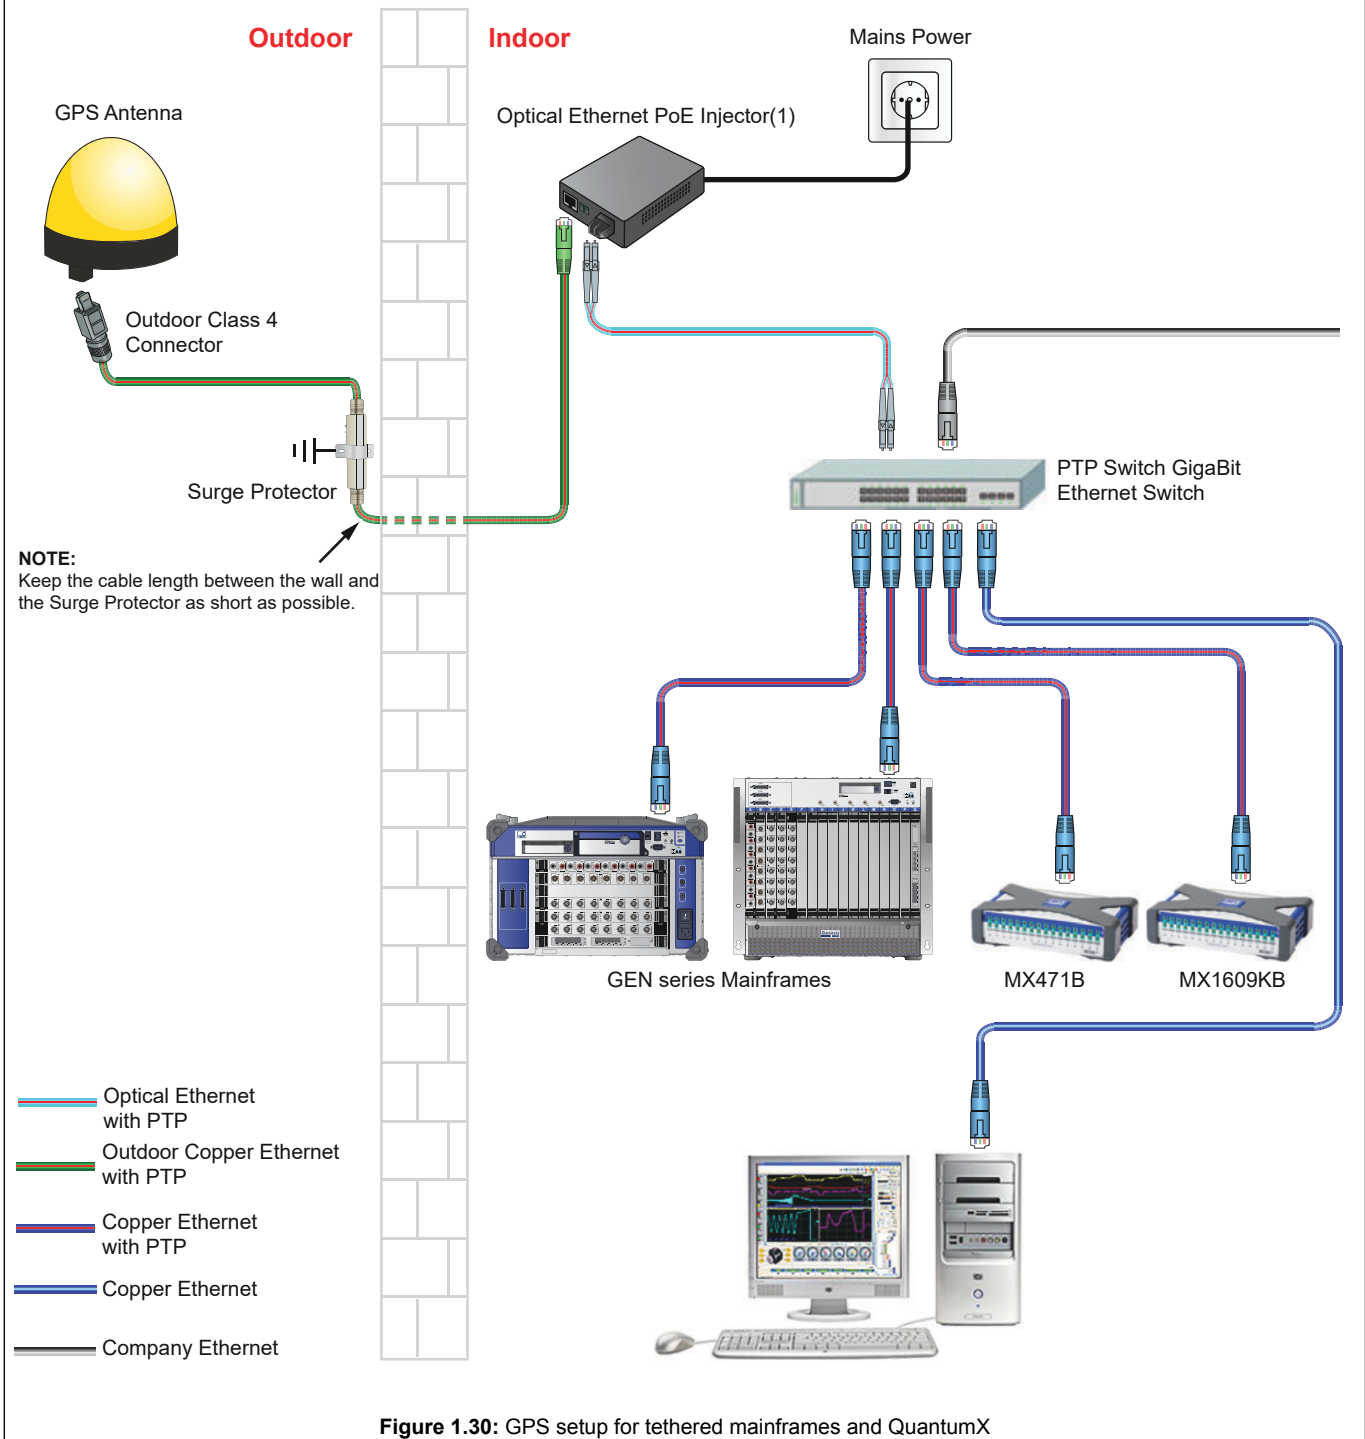 Outdoor
Indoor
Mains Power
GPS Antenna
Optical Ethernet PoE Injector(1)
Outdoor Class 4
Connector
Surge Protector
PTP Switch GigaBit
Ethernet Switch
NOTE:
Keep the cable length between the wall and
the Surge Protector as short as possible.
GEN series Mainframes
MX471B
MX1609KB
Optical Ethernet
with PTP
Outdoor Copper Ethernet
with PTP
Copper Ethernet
with PTP
Copper Ethernet
Company Ethernet
Figure 1.30: GPS setup for tethered mainframes and QuantumX